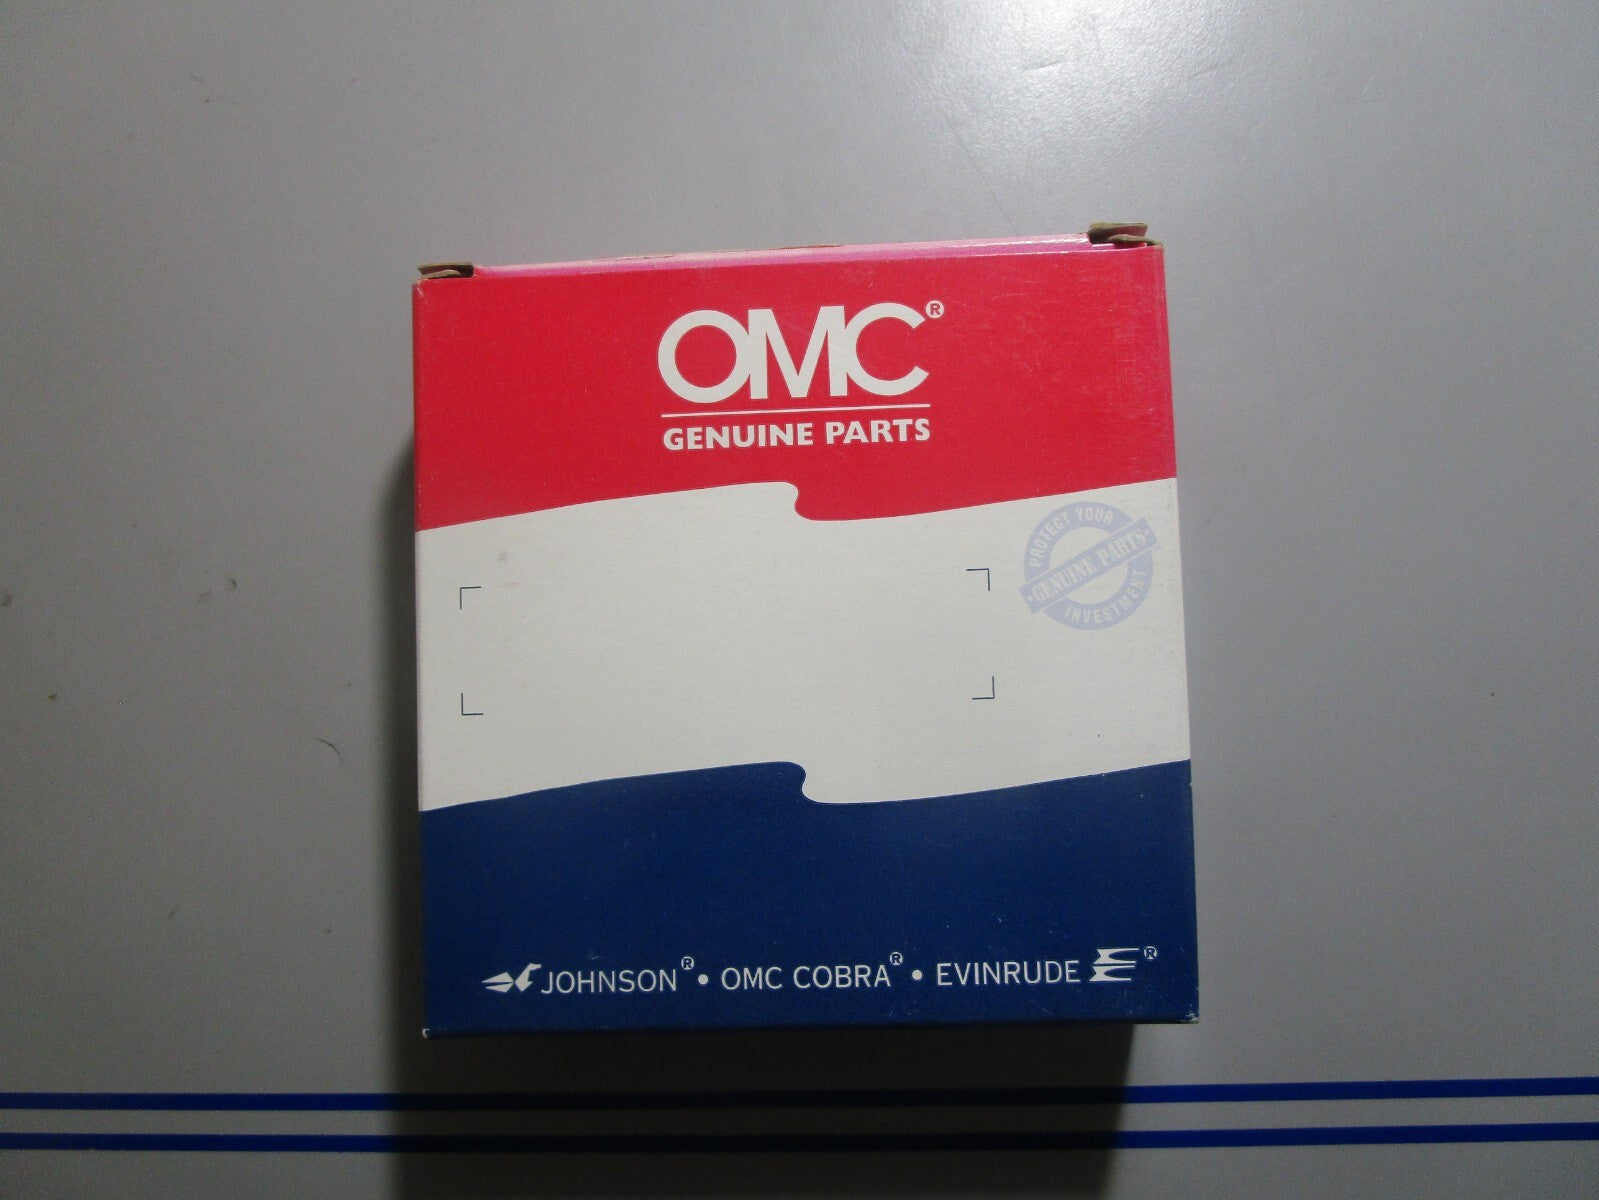 OMC®
GENUINE PARTS
PROTECT YOUR
•GENUINE PARTS•
INVESTMENT
JOHNSON® • OMC COBRA® • EVINRUDE ®